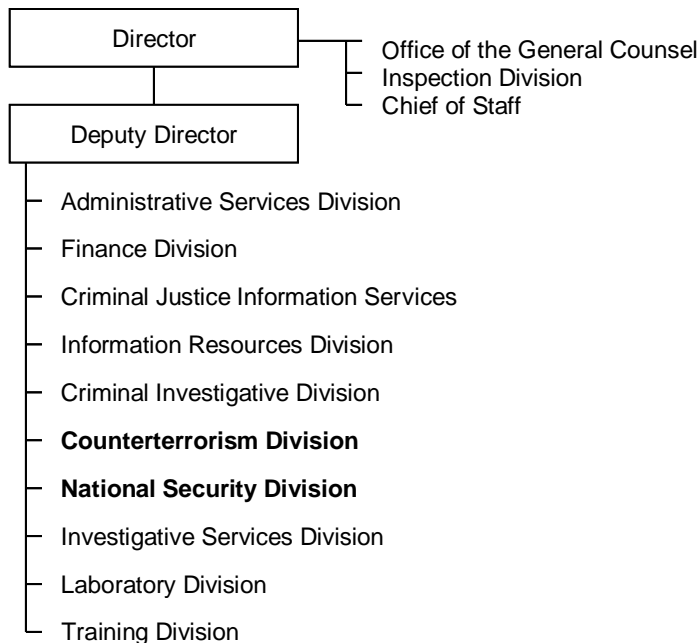 Director
Office of the General Counsel
Inspection Division
Chief of Staff
Deputy Director
Administrative Services Division
Finance Division
Criminal Justice Information Services
Information Resources Division
Criminal Investigative Division
Counterterrorism Division
National Security Division
Investigative Services Division
Laboratory Division
Training Division